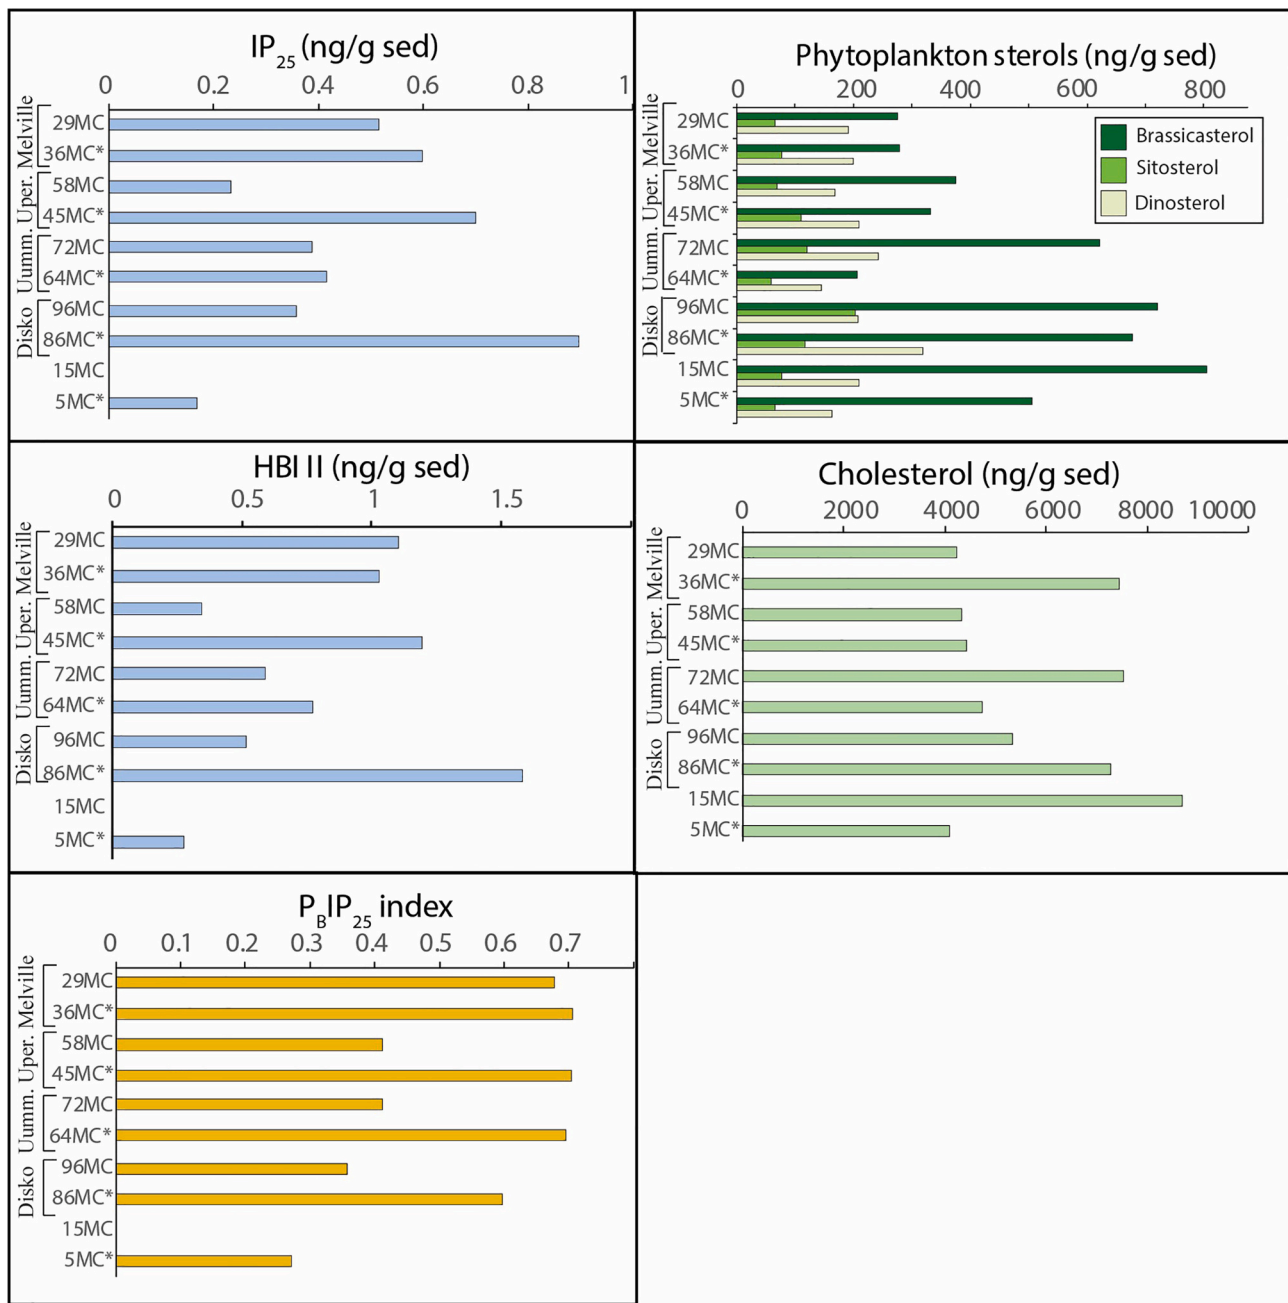 IP25 (ng/g sed)
0 0.2 0.4 0.6 0.8 1
Melville
29MC
36MC*
Uper.
58MC
45MC*
Uumm.
72MC
64MC*
Disko
96MC
86MC*
15MC
5MC*
Phytoplankton sterols (ng/g sed)
0 200 400 600 800
Brassicasterol
Sitosterol
Dinosterol
Melville
29MC
36MC*
Uper.
58MC
45MC*
Uumm.
72MC
64MC*
Disko
96MC
86MC*
15MC
5MC*
HBI II (ng/g sed)
0 0.5 1 1.5
Melville
29MC
36MC*
Uper.
58MC
45MC*
Uumm.
72MC
64MC*
Disko
96MC
86MC*
15MC
5MC*
Cholesterol (ng/g sed)
0 2000 4000 6000 8000 10000
Melville
29MC
36MC*
Uper.
58MC
45MC*
Uumm.
72MC
64MC*
Disko
96MC
86MC*
15MC
5MC*
PBIP25 index
0 0.1 0.2 0.3 0.4 0.5 0.6 0.7
Melville
29MC
36MC*
Uper.
58MC
45MC*
Uumm.
72MC
64MC*
Disko
96MC
86MC*
15MC
5MC*